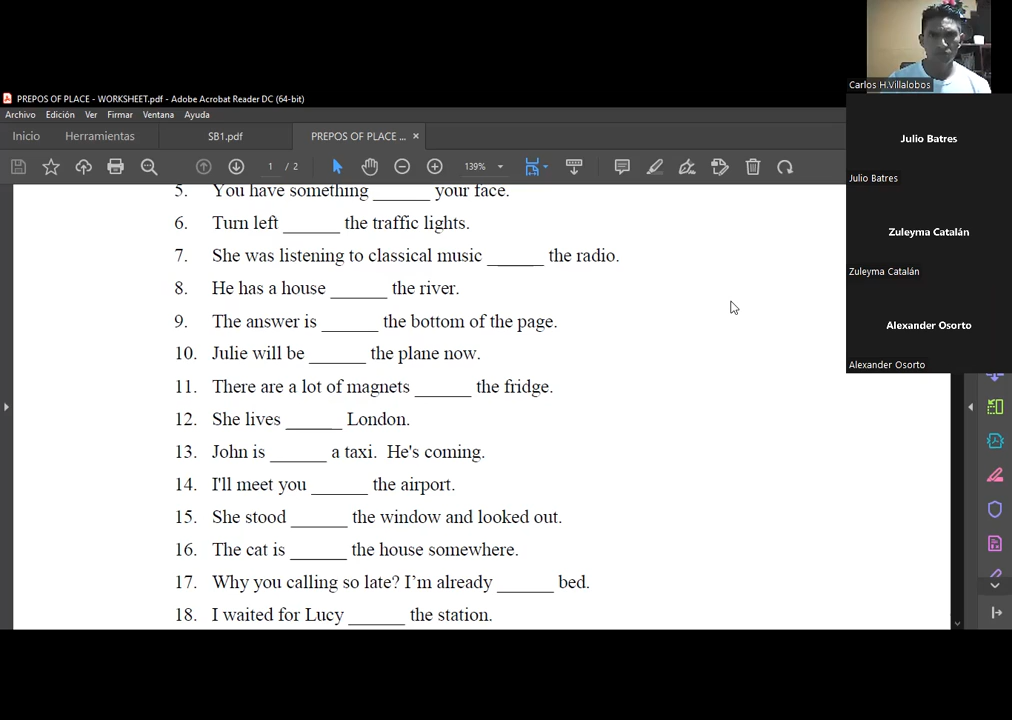 Carlos H.Villalobos
PREPOS OF PLACE - WORKSHEET.pdf - Adobe Acrobat Reader DC (64-bit)
Archivo Edición Ver Firmar Ventana Ayuda
Inicio Herramientas SB1.pdf PREPOS OF PLACE ... ×
1 / 2 139%
Julio Batres
Julio Batres
Zuleyma Catalán
Zuleyma Catalán
Alexander Osorto
Alexander Osorto
5. You have something ______ your face.
6. Turn left ______ the traffic lights.
7. She was listening to classical music ______ the radio.
8. He has a house ______ the river.
9. The answer is ______ the bottom of the page.
10. Julie will be ______ the plane now.
11. There are a lot of magnets ______ the fridge.
12. She lives ______ London.
13. John is ______ a taxi. He's coming.
14. I'll meet you ______ the airport.
15. She stood ______ the window and looked out.
16. The cat is ______ the house somewhere.
17. Why you calling so late? I'm already ______ bed.
18. I waited for Lucy ______ the station.